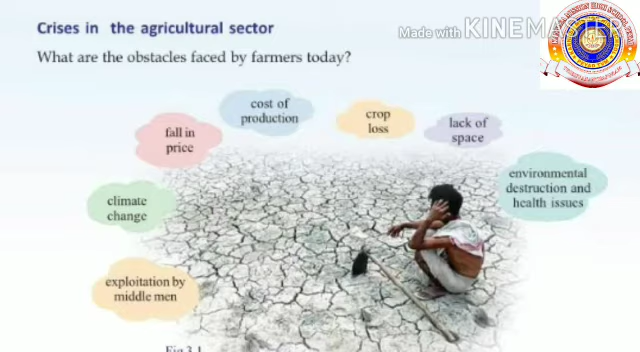 Crises in the agricultural sector
Made with KINEMASTER
What are the obstacles faced by farmers today?
cost of
production
crop
loss
lack of
space
fall in
price
environmental
destruction and
health issues
climate
change
exploitation by
middle men
Fig 3.1